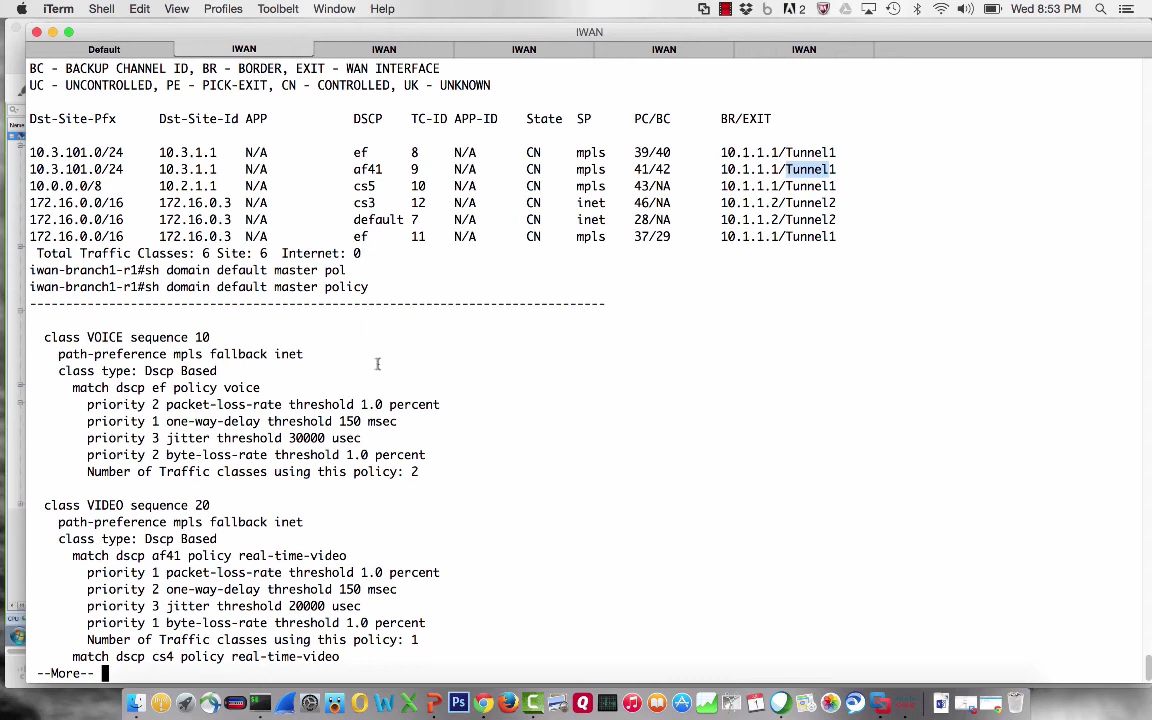 iTerm Shell Edit View Profiles Toolbelt Window Help 2 Wed 8:53 PM
IWAN
Default IWAN IWAN IWAN IWAN IWAN
BC - BACKUP CHANNEL ID, BR - BORDER, EXIT - WAN INTERFACE
UC - UNCONTROLLED, PE - PICK-EXIT, CN - CONTROLLED, UK - UNKNOWN
Dst-Site-Pfx Dst-Site-Id APP DSCP TC-ID APP-ID State SP PC/BC BR/EXIT
10.3.101.0/24 10.3.1.1 N/A ef 8 N/A CN mpls 39/40 10.1.1.1/Tunnel1
10.3.101.0/24 10.3.1.1 N/A af41 9 N/A CN mpls 41/42 10.1.1.1/Tunnel1
10.0.0.0/8 10.2.1.1 N/A cs5 10 N/A CN mpls 43/NA 10.1.1.1/Tunnel1
172.16.0.0/16 172.16.0.3 N/A cs3 12 N/A CN inet 46/NA 10.1.1.2/Tunnel2
172.16.0.0/16 172.16.0.3 N/A default 7 N/A CN inet 28/NA 10.1.1.2/Tunnel2
172.16.0.0/16 172.16.0.3 N/A ef 11 N/A CN mpls 37/29 10.1.1.1/Tunnel1
Total Traffic Classes: 6 Site: 6 Internet: 0
iwan-branch1-r1#sh domain default master pol
iwan-branch1-r1#sh domain default master policy
--------------------------------------------------------------------------------
class VOICE sequence 10
path-preference mpls fallback inet
class type: Dscp Based
match dscp ef policy voice
priority 2 packet-loss-rate threshold 1.0 percent
priority 1 one-way-delay threshold 150 msec
priority 3 jitter threshold 30000 usec
priority 2 byte-loss-rate threshold 1.0 percent
Number of Traffic classes using this policy: 2
class VIDEO sequence 20
path-preference mpls fallback inet
class type: Dscp Based
match dscp af41 policy real-time-video
priority 1 packet-loss-rate threshold 1.0 percent
priority 2 one-way-delay threshold 150 msec
priority 3 jitter threshold 20000 usec
priority 1 byte-loss-rate threshold 1.0 percent
Number of Traffic classes using this policy: 1
match dscp cs4 policy real-time-video
--More--